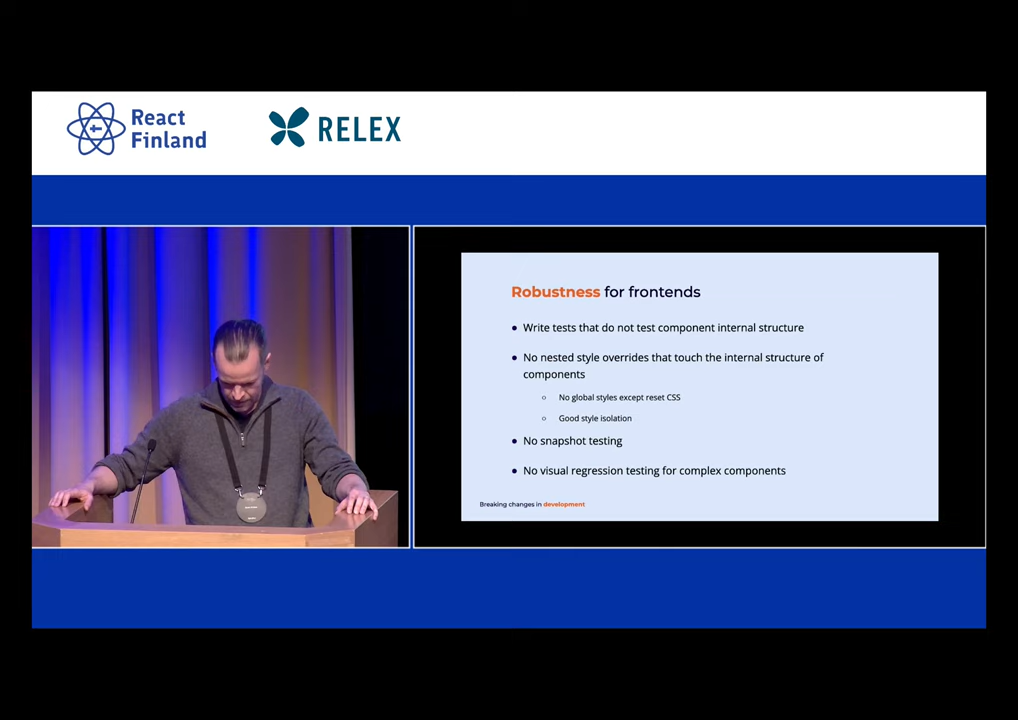 React
Finland
RELEX
Robustness for frontends
Write tests that do not test component internal structure
No nested style overrides that touch the internal structure of
components
No global styles except reset CSS
Good style isolation
No snapshot testing
No visual regression testing for complex components
Breaking changes in development